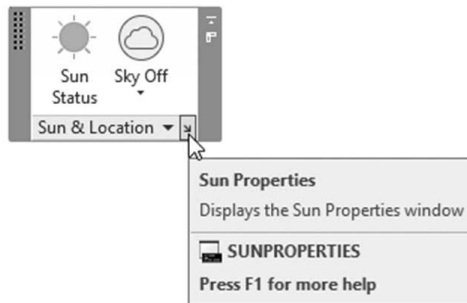 Sun Status
Sky Off
Sun & Location
Sun Properties
Displays the Sun Properties window
SUNPROPERTIES
Press F1 for more help